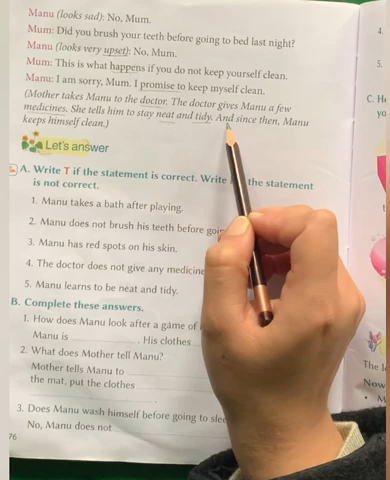 Manu (looks sad): No, Mum.
Mum: Did you brush your teeth before going to bed last night?
Manu (looks very upset): No, Mum.
Mum: This is what happens if you do not keep yourself clean.
Manu: I am sorry, Mum. I promise to keep myself clean.
(Mother takes Manu to the doctor. The doctor gives Manu a few
medicines. She tells him to stay neat and tidy. And since then, Manu
keeps himself clean.)
Let's answer
A. Write T if the statement is correct. Write the statement
is not correct.
1. Manu takes a bath after playing.
2. Manu does not brush his teeth before
3. Manu has red spots on his skin.
4. The doctor does not give any medicine
5. Manu learns to be neat and tidy.
B. Complete these answers.
1. How does Manu look after a game of
Manu is ____________. His clothes
2. What does Mother tell Manu?
Mother tells Manu to ____________
the mat, put the clothes ____________
____________.
3. Does Manu wash himself before going to
No, Manu does not ____________
76
4.
5.
C.
yo
The
Now